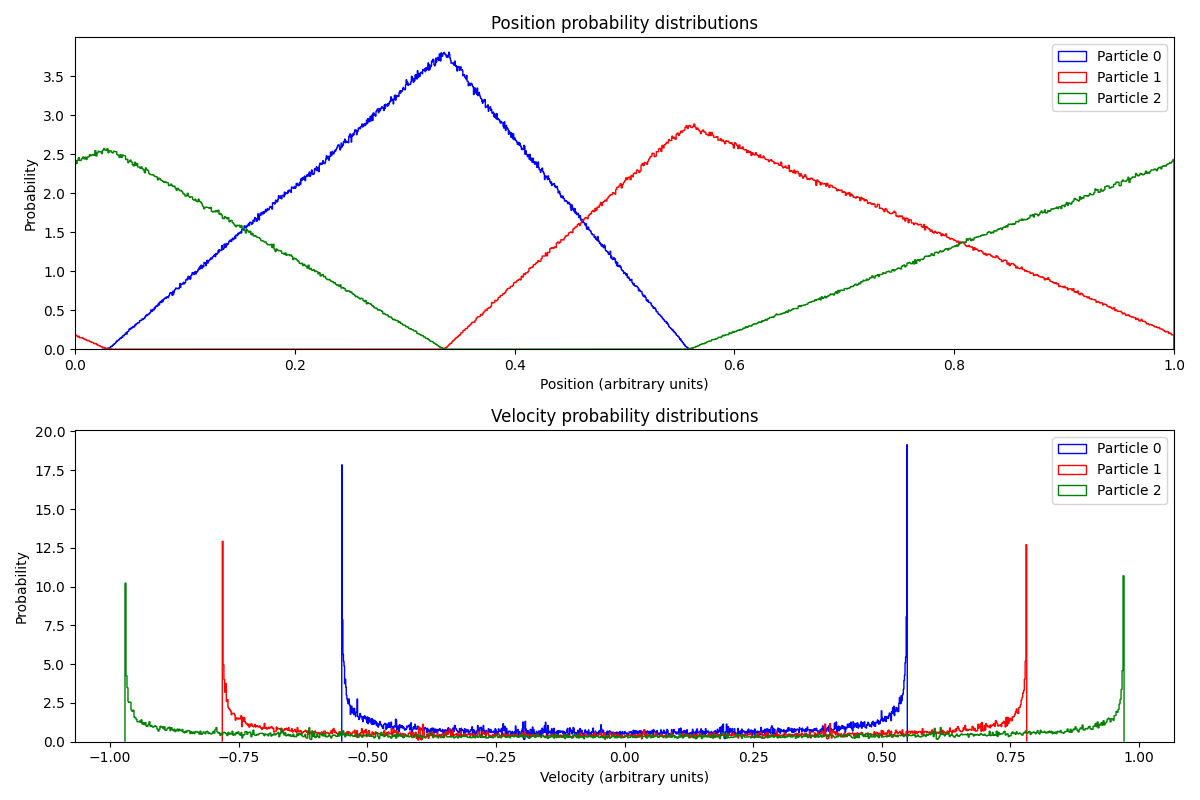 Position probability distributions
Probability
3.5
3.0
2.5
2.0
1.5
1.0
0.5
0.0
0.0 0.2 0.4 0.6 0.8 1.0
Position (arbitrary units)
Particle 0
Particle 1
Particle 2
Velocity probability distributions
Probability
20.0
17.5
15.0
12.5
10.0
7.5
5.0
2.5
0.0
−1.00 −0.75 −0.50 −0.25 0.00 0.25 0.50 0.75 1.00
Velocity (arbitrary units)
Particle 0
Particle 1
Particle 2